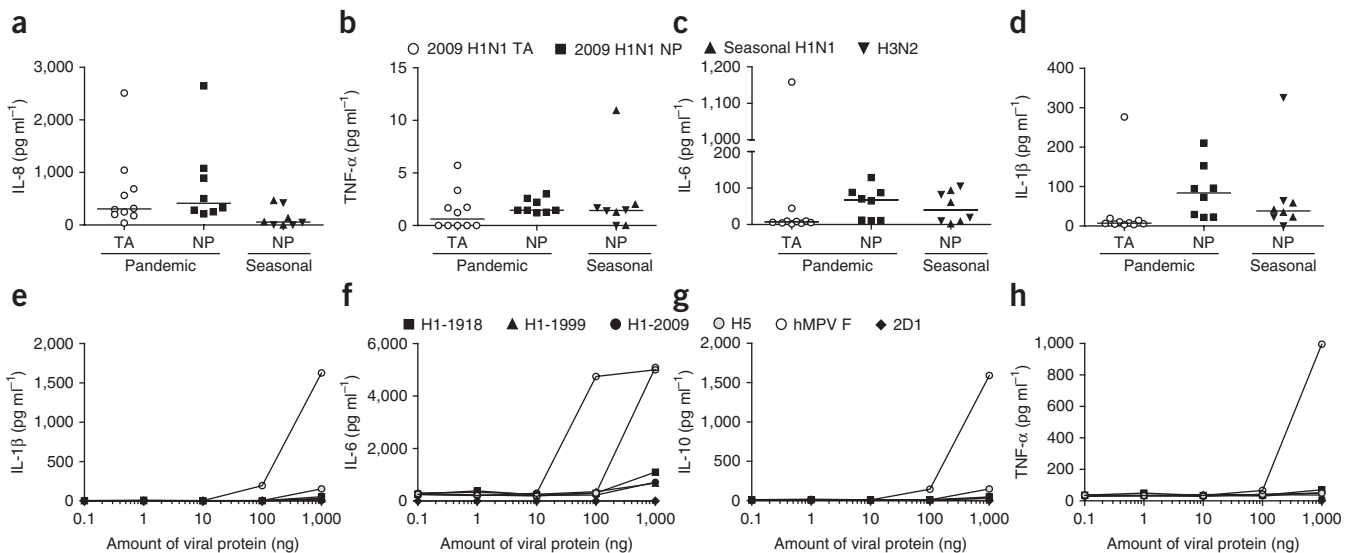 a
b
c
d
○ 2009 H1N1 TA ■ 2009 H1N1 NP ▲ Seasonal H1N1 ▼ H3N2
IL-8 (pg ml⁻¹)
3,000
2,000
1,000
500
0
TA NP NP
Pandemic Seasonal
TNF-α (pg ml⁻¹)
15
10
5
0
TA NP NP
Pandemic Seasonal
IL-6 (pg ml⁻¹)
1,200
1,100
1,000
200
100
0
TA NP NP
Pandemic Seasonal
IL-1β (pg ml⁻¹)
400
300
200
100
0
TA NP NP
Pandemic Seasonal
e
f
g
h
■ H1-1918 ▲ H1-1999 ● H1-2009 ○ H5 ○ hMPV F ◆ 2D1
IL-1β (pg ml⁻¹)
2,000
1,500
1,000
500
0
0.1 1 10 100 1,000
Amount of viral protein (ng)
IL-6 (pg ml⁻¹)
6,000
4,000
2,000
0
0.1 1 10 100 1,000
Amount of viral protein (ng)
IL-10 (pg ml⁻¹)
2,000
1,500
1,000
500
0
0.1 1 10 100 1,000
Amount of viral protein (ng)
TNF-α (pg ml⁻¹)
1,000
800
600
400
200
0
0.1 1 10 100 1,000
Amount of viral protein (ng)